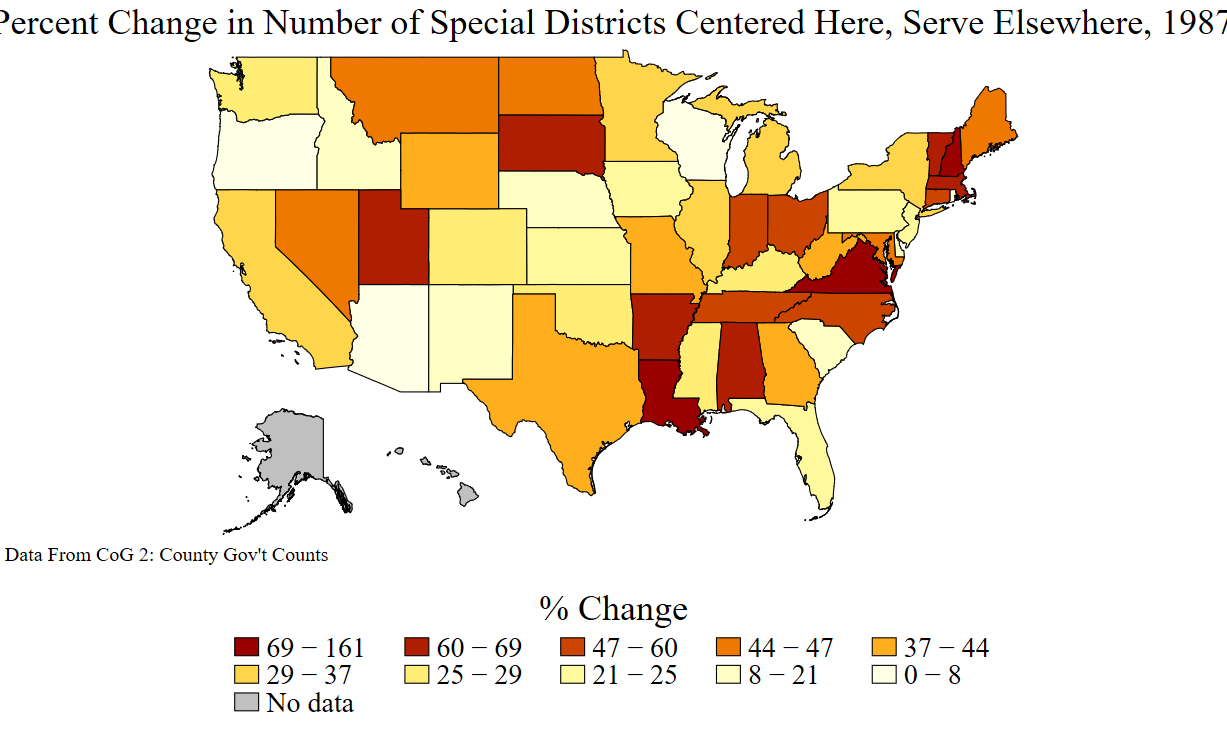 Percent Change in Number of Special Districts Centered Here, Serve Elsewhere, 1987
Data From CoG 2: County Gov't Counts
% Change
69 − 161 60 − 69 47 − 60 44 − 47 37 − 44
29 − 37 25 − 29 21 − 25 8 − 21 0 − 8
No data